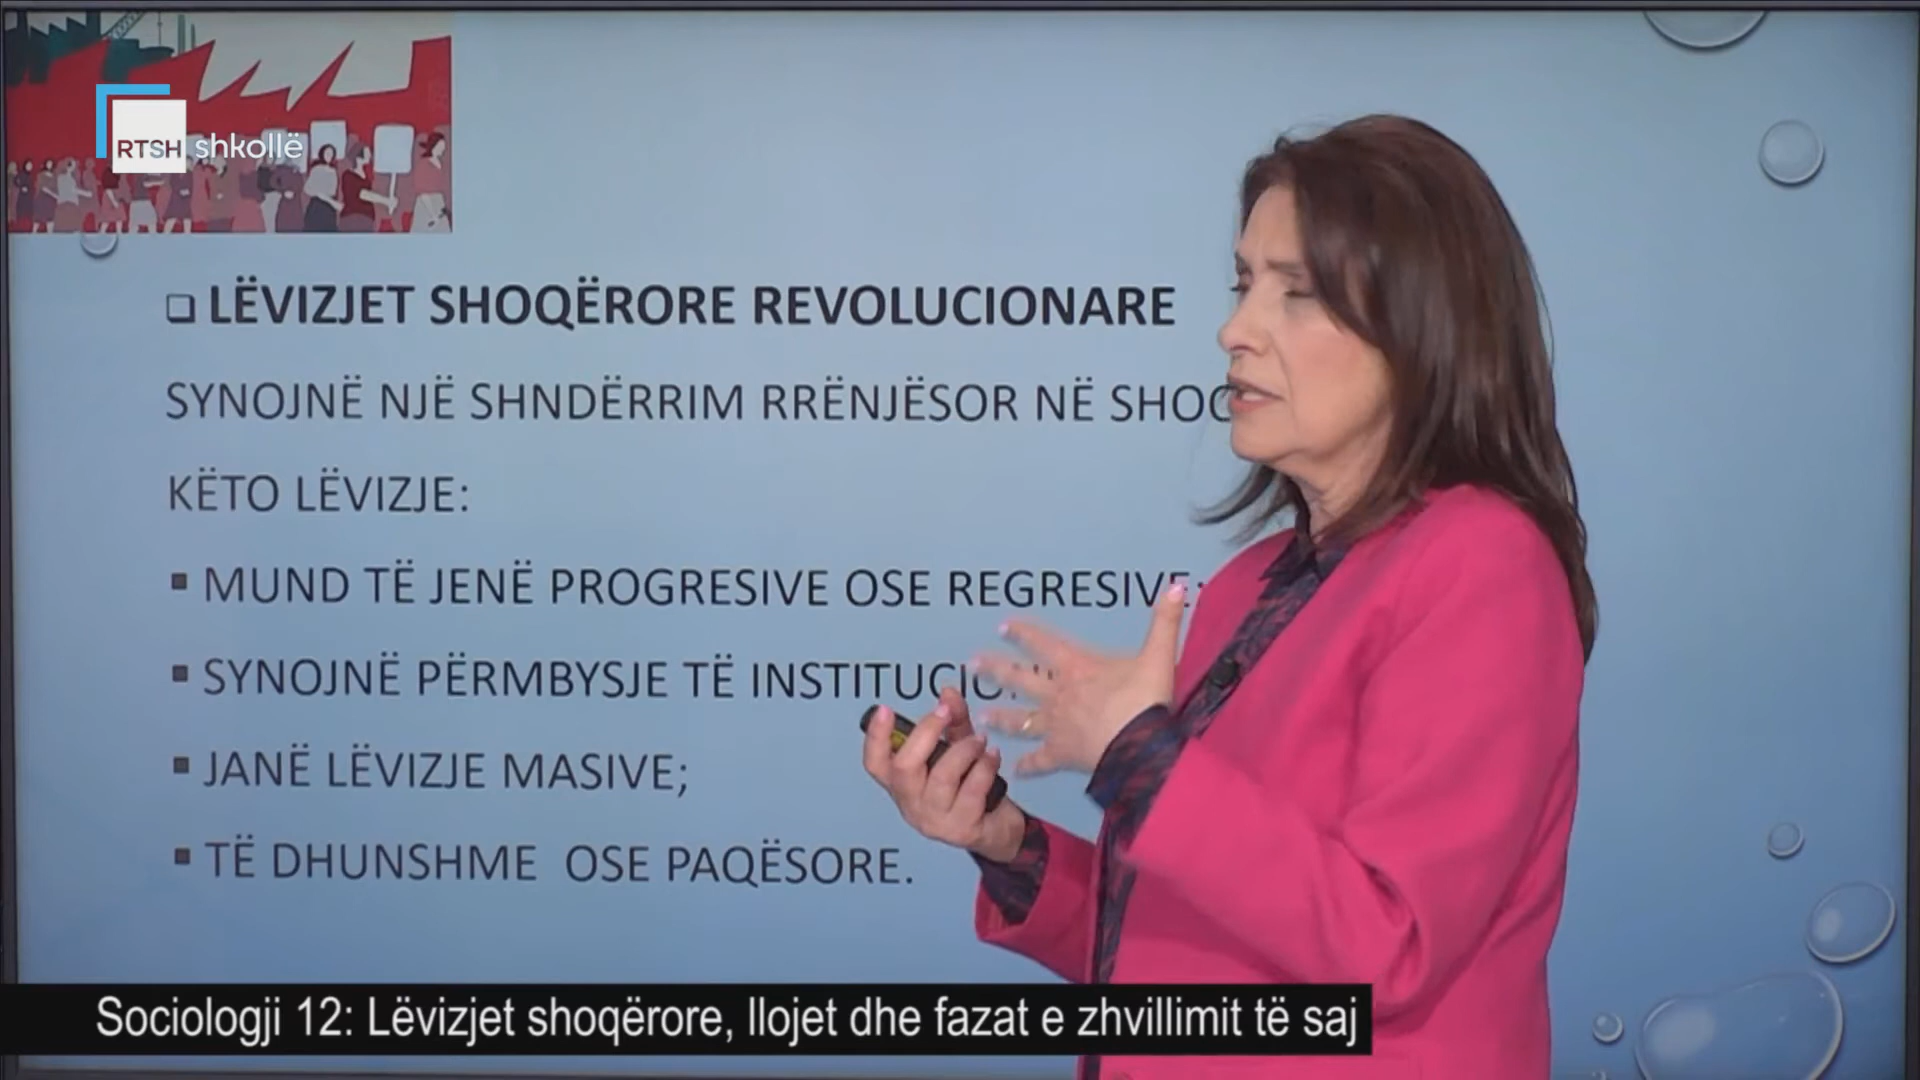 RTSH shkollë
LËVIZJET SHOQËRORE REVOLUCIONARE
SYNOJNË NJË SHNDËRRIM RRËNJËSOR NË
KËTO LËVIZJE:
MUND TË JENË PROGRESIVE OSE REGRESIVE;
SYNOJNË PËRMBYSJE TË
JANË LËVIZJE MASIVE;
TË DHUNSHME OSE PAQËSORE.
Sociologji 12: Lëvizjet shoqërore, llojet dhe fazat e zhvillimit të saj